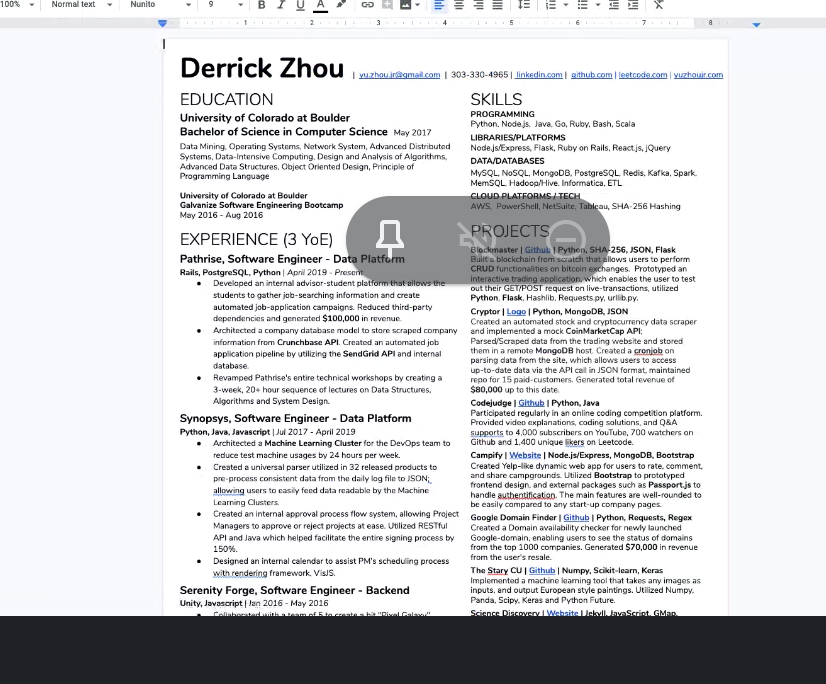 100% Normal text Nunito 9 B I U A
1 2 3 4 5 6 7 8
Derrick Zhou | yu.zhou.jr@gmail.com | 303-330-4965 | linkedin.com | github.com | leetcode.com | yuzhoujr.com
EDUCATION
University of Colorado at Boulder
Bachelor of Science in Computer Science May 2017
Data Mining, Operating Systems, Network System, Advanced Distributed
Systems, Data-Intensive Computing, Design and Analysis of Algorithms,
Advanced Data Structures, Object Oriented Design, Principle of
Programming Language
University of Colorado at Boulder
Galvanize Software Engineering Bootcamp
May 2016 - Aug 2016
EXPERIENCE (3 YoE)
Pathrise, Software Engineer - Data Platform
Rails, PostgreSQL, Python | April 2019 - Present
● Developed an internal advisor-student platform that allows the
students to gather job-searching information and create
automated job-application campaigns. Reduced third-party
dependencies and generated $100,000 in revenue.
● Architected a company database model to store scraped company
information from Crunchbase API. Created an automated job
application pipeline by utilizing the SendGrid API and internal
database.
● Revamped Pathrise's entire technical workshops by creating a
3-week, 20+ hour sequence of lectures on Data Structures,
Algorithms and System Design.
Synopsys, Software Engineer - Data Platform
Python, Java, Javascript | Jul 2017 - April 2019
● Architected a Machine Learning Cluster for the DevOps team to
reduce test machine usages by 24 hours per week.
● Created a universal parser utilized in 32 released products to
pre-process consistent data from the daily log file to JSON;
allowing users to easily feed data readable by the Machine
Learning Clusters.
● Created an internal approval process flow system, allowing Project
Managers to approve or reject projects at ease. Utilized RESTful
API and Java which helped facilitate the entire signing process by
150%.
● Designed an internal calendar to assist PM's scheduling process
with rendering framework, VisJS.
Serenity Forge, Software Engineer - Backend
Unity, Javascript | Jan 2016 - May 2016
● Collaborated with a team of 5 to create a hit "Pixel Galaxy"
SKILLS
PROGRAMMING
Python, Node.js, Java, Go, Ruby, Bash, Scala
LIBRARIES/PLATFORMS
Node.js/Express, Flask, Ruby on Rails, React.js, jQuery
DATA/DATABASES
MySQL, NoSQL, MongoDB, PostgreSQL, Redis, Kafka, Spark,
MemSQL, Hadoop/Hive. Informatica, ETL
CLOUD PLATFORMS / TECH
AWS, PowerShell, NetSuite, Tableau, SHA-256 Hashing
PROJECTS
Blockmaster | Github | Python, SHA-256, JSON, Flask
Built a blockchain from scratch that allows users to perform
CRUD functionalities on bitcoin exchanges. Prototyped an
interactive trading application, which enables the user to test
out their GET/POST request on live-transactions, utilized
Python, Flask, Hashlib, Requests.py, urllib.py.
Cryptor | Logo | Python, MongoDB, JSON
Created an automated stock and cryptocurrency data scraper
and implemented a mock CoinMarketCap API;
Parsed/Scraped data from the trading website and stored
them in a remote MongoDB host. Created a cronjob on
parsing data from the site, which allows users to access
up-to-date data via the API call in JSON format, maintained
repo for 15 paid-customers. Generated total revenue of
$80,000 up to this date.
Codejudge | Github | Python, Java
Participated regularly in an online coding competition platform.
Provided video explanations, coding solutions, and Q&A
supports to 4,000 subscribers on YouTube, 700 watchers on
Github and 1,400 unique likers on Leetcode.
Campify | Website | Node.js/Express, MongoDB, Bootstrap
Created Yelp-like dynamic web app for users to rate, comment,
and share campgrounds. Utilized Bootstrap to prototyped
frontend design, and external packages such as Passport.js to
handle authentification. The main features are well-rounded to
be easily compared to any start-up company pages.
Google Domain Finder | Github | Python, Requests, Regex
Created a Domain availability checker for newly launched
Google-domain, enabling users to see the status of domains
from the top 1000 companies. Generated $70,000 in revenue
from the user's resale.
The Stary CU | Github | Numpy, Scikit-learn, Keras
Implemented a machine learning tool that takes any images as
inputs, and output European style paintings. Utilized Numpy,
Panda, Scipy, Keras and Python Future.
Science Discovery | Website | Jekyll, JavaScript, GMap,